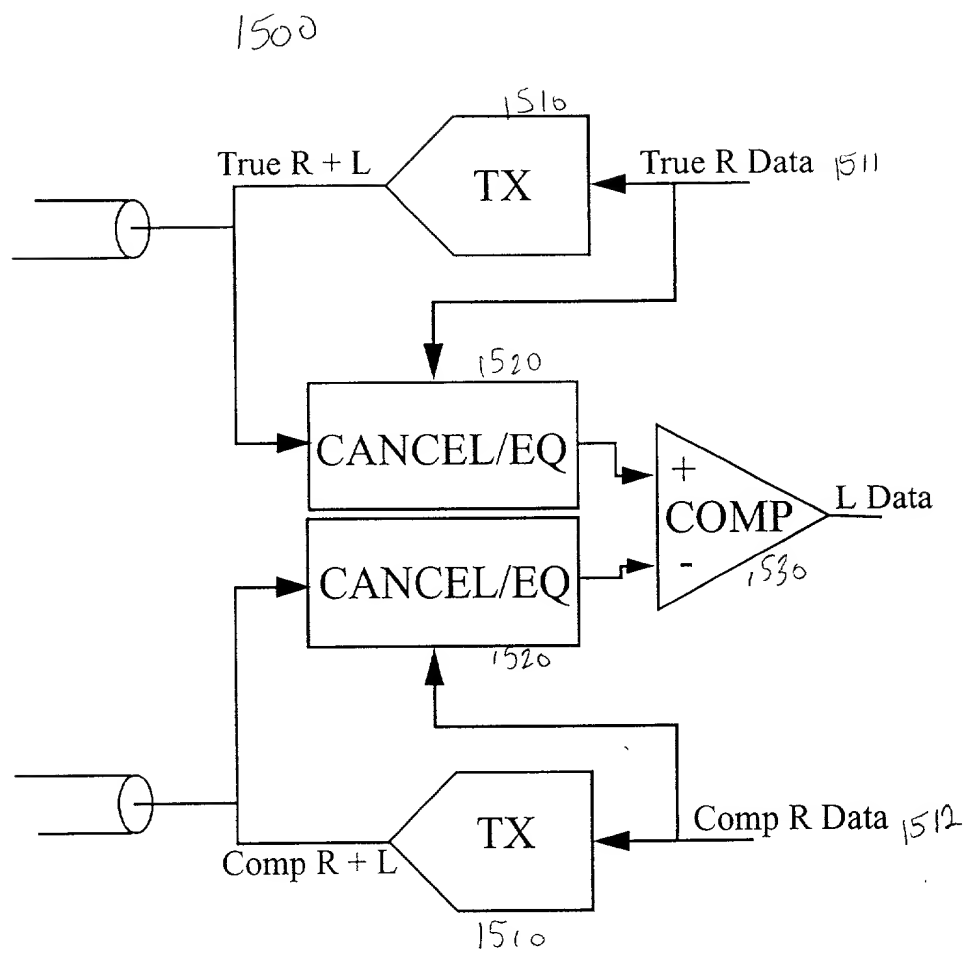 1500
1510
True R + L
TX
True R Data 1511
1520
CANCEL/EQ
+
COMP
L Data
-
1530
CANCEL/EQ
1520
TX
Comp R Data 1512
Comp R + L
1510